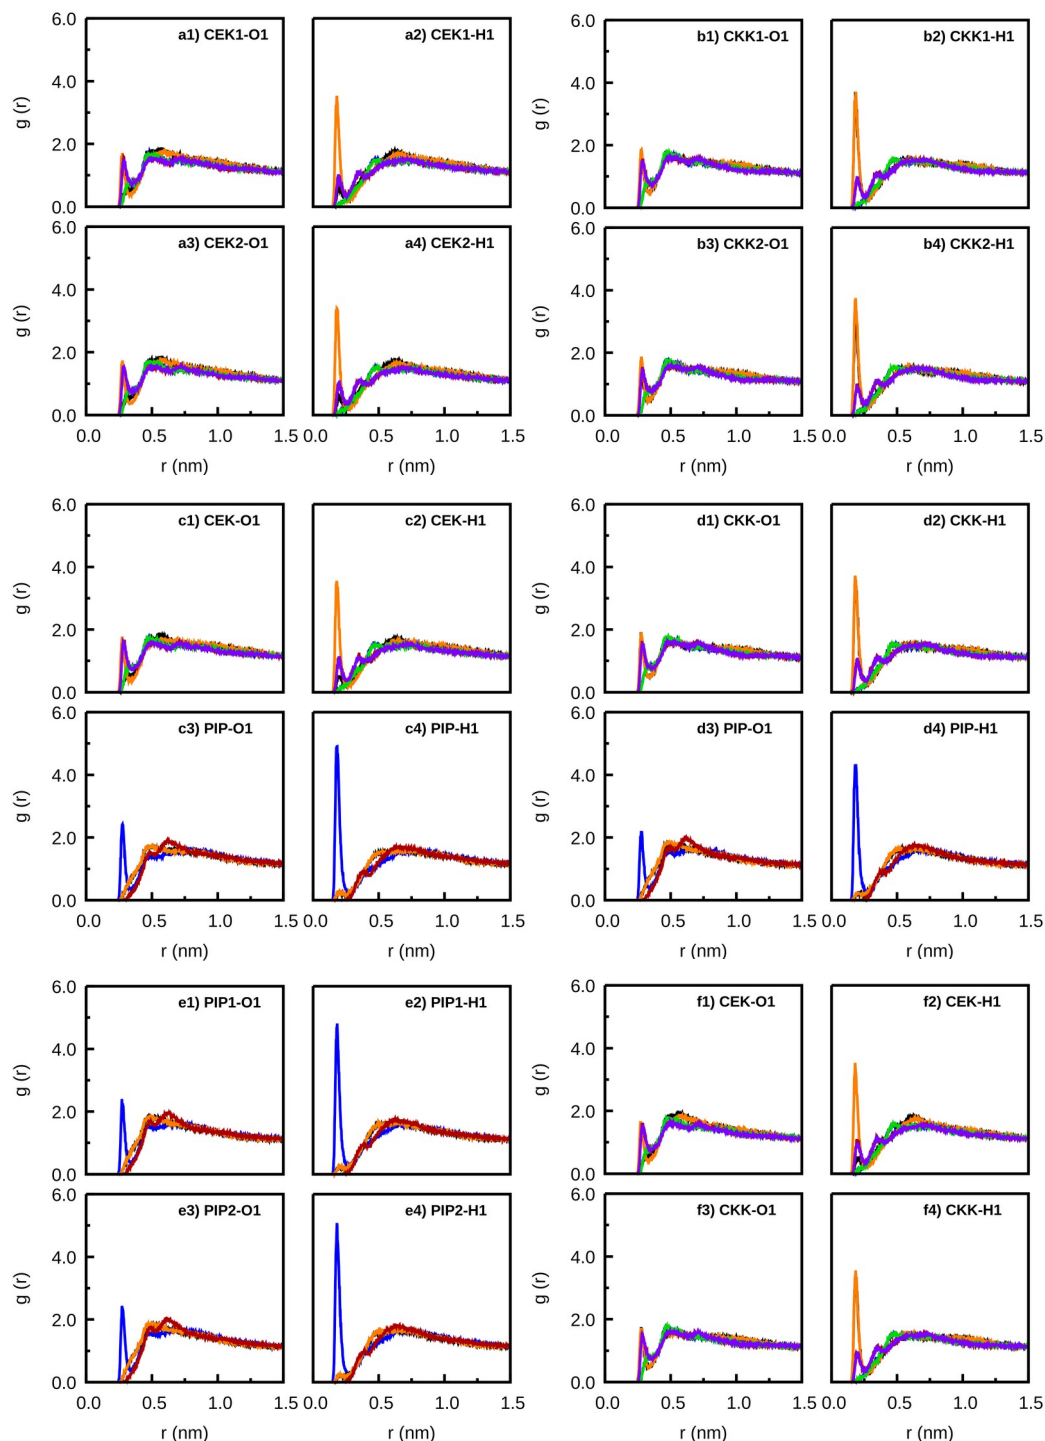 6.0 a1) CEK1-O1 a2) CEK1-H1 6.0 b1) CKK1-O1 b2) CKK1-H1
4.0 4.0
g (r) g (r)
2.0 2.0
0.0 0.0
6.0 a3) CEK2-O1 a4) CEK2-H1 6.0 b3) CKK2-O1 b4) CKK2-H1
4.0 4.0
g (r) g (r)
2.0 2.0
0.0 0.0
0.0 0.5 1.0 1.5 0.0 0.5 1.0 1.5 0.0 0.5 1.0 1.5 0.0 0.5 1.0 1.5
r (nm) r (nm) r (nm) r (nm)
6.0 c1) CEK-O1 c2) CEK-H1 6.0 d1) CKK-O1 d2) CKK-H1
4.0 4.0
g (r) g (r)
2.0 2.0
0.0 0.0
6.0 c3) PIP-O1 c4) PIP-H1 6.0 d3) PIP-O1 d4) PIP-H1
4.0 4.0
g (r) g (r)
2.0 2.0
0.0 0.0
0.0 0.5 1.0 1.5 0.0 0.5 1.0 1.5 0.0 0.5 1.0 1.5 0.0 0.5 1.0 1.5
r (nm) r (nm) r (nm) r (nm)
6.0 e1) PIP1-O1 e2) PIP1-H1 6.0 f1) CEK-O1 f2) CEK-H1
4.0 4.0
g (r) g (r)
2.0 2.0
0.0 0.0
6.0 e3) PIP2-O1 e4) PIP2-H1 6.0 f3) CKK-O1 f4) CKK-H1
4.0 4.0
g (r) g (r)
2.0 2.0
0.0 0.0
0.0 0.5 1.0 1.5 0.0 0.5 1.0 1.5 0.0 0.5 1.0 1.5 0.0 0.5 1.0 1.5
r (nm) r (nm) r (nm) r (nm)